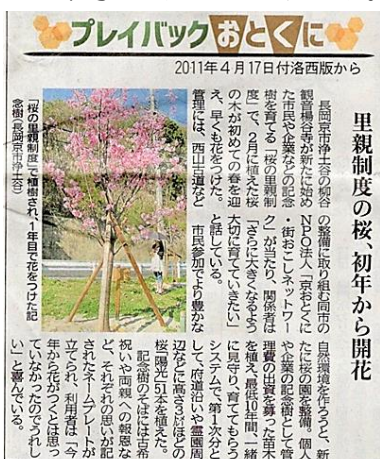 プレイバックおとくに
2011年4月17日付洛西版から
里親制度の桜、初年から開花
長岡京市浄土谷の柳谷
観音楊谷寺が新たに始め
た市民や企業などの記念
樹を育てる「桜の里親制
度」で、2月に植えた桜
の木が初めての春を迎
え、早くも花をつけた。
管理には、西山古道など
の整備に取り組む同市の
NPO法人「京おとくに
・街おこしネットワー
ク」が当たり、関係者は
「さらに大きくなるよう
大切に育てていきたい」
と話している。
市民参加でより豊かな
自然環境を作ろうと、新
たに桜の園を整備。個人
や企業の記念樹として管
理費の出資を募った苗木
を植え、最低10年間、一緒
に見守り、育ててもらう
システムで、第1次分と
して、府道沿いや霊園周
辺などに高さ3㍍ほどの
桜「陽光」51本を植えた。
記念樹のそばには古希
祝いや両親への報恩な
ど、それぞれの思いが記
されたネームプレートが
立てられ、利用者は「今
年から花がつくとは思っ
ていなかったのでうれし
い」と喜んでいる。
「桜の里親制度」で植樹され、1年目で花をつけた記
念樹(長岡京市浄土谷)